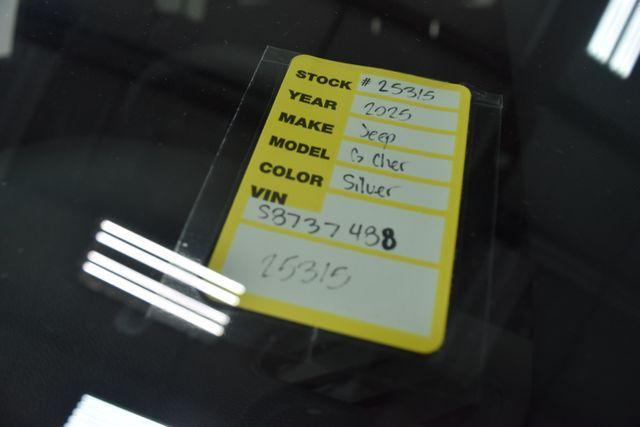 STOCK # 25315
YEAR 2025
MAKE Jeep
MODEL G Cher
COLOR Silver
VIN
S8737488
25315